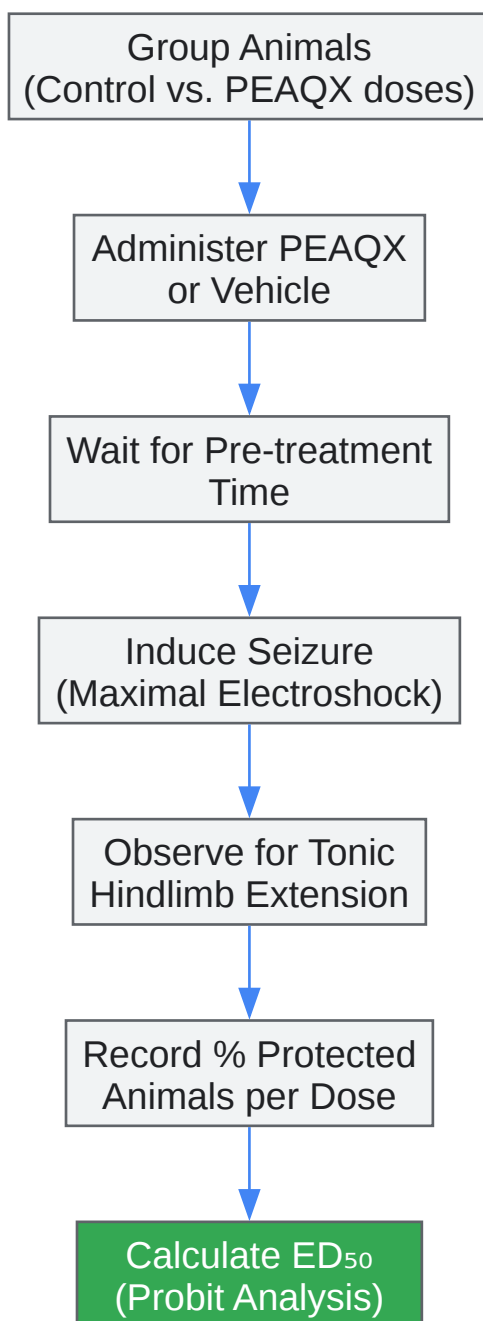 Group Animals
(Control vs. PEAQX doses)
Administer PEAQX
or Vehicle
Wait for Pre-treatment
Time
Induce Seizure
(Maximal Electroshock)
Observe for Tonic
Hindlimb Extension
Record % Protected
Animals per Dose
Calculate ED₅₀
(Probit Analysis)